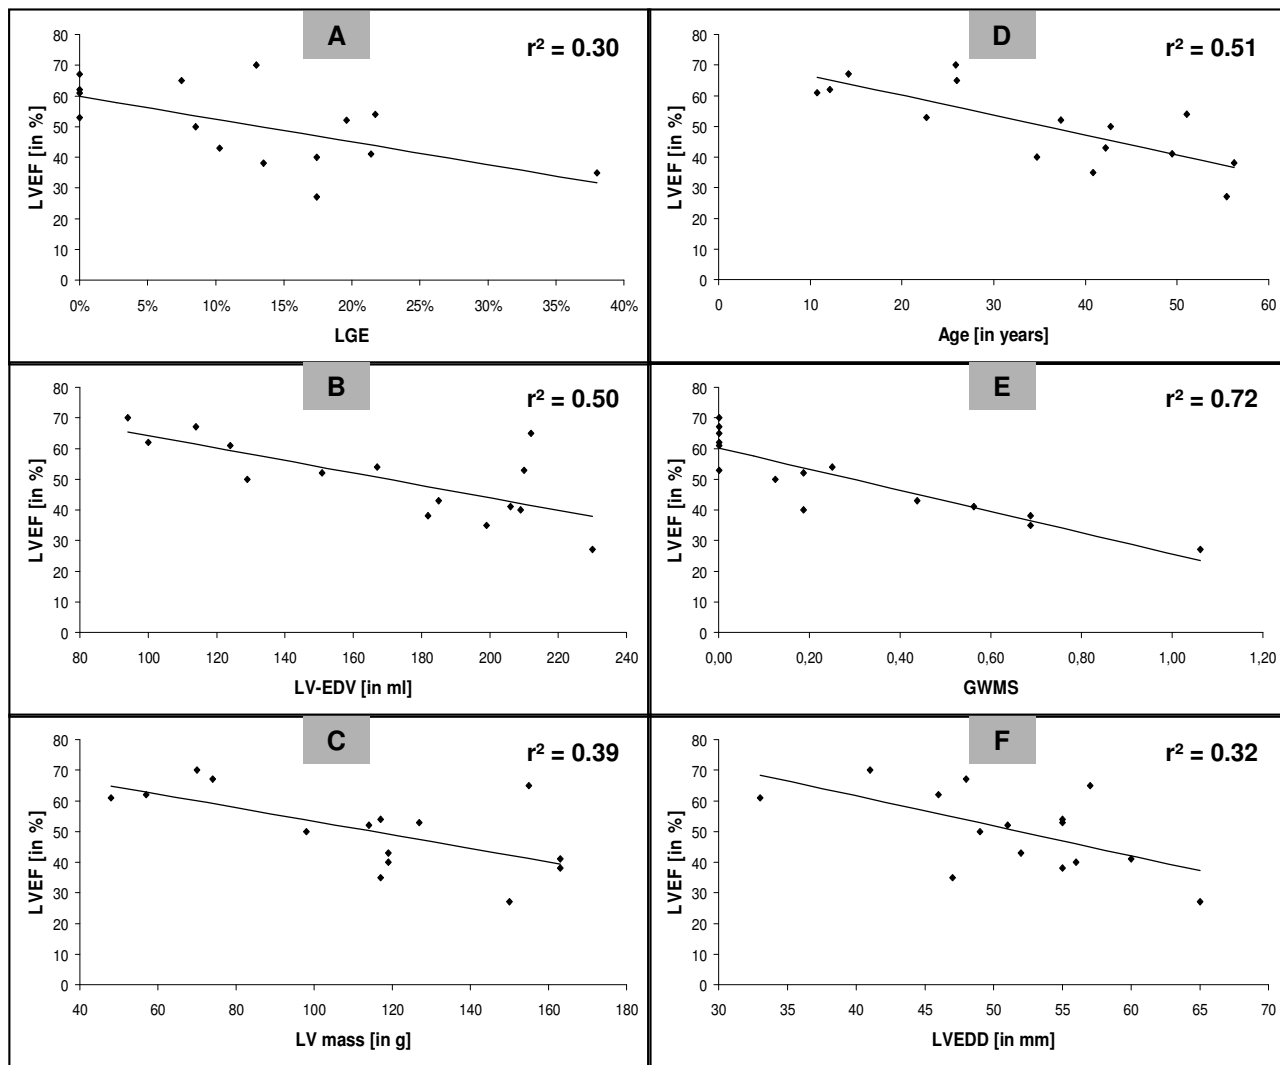 A
r² = 0.30
LVEF [in %]
80
70
60
50
40
30
20
10
0
0% 5% 10% 15% 20% 25% 30% 35% 40%
LGE
D
r² = 0.51
LVEF [in %]
80
70
60
50
40
30
20
10
0
0 10 20 30 40 50 60
Age [in years]
B
r² = 0.50
LVEF [in %]
80
70
60
50
40
30
20
10
0
80 100 120 140 160 180 200 220 240
LV-EDV [in ml]
E
r² = 0.72
LVEF [in %]
80
70
60
50
40
30
20
10
0
0,00 0,20 0,40 0,60 0,80 1,00 1,20
GWMS
C
r² = 0.39
LVEF [in %]
80
70
60
50
40
30
20
10
0
40 60 80 100 120 140 160 180
LV mass [in g]
F
r² = 0.32
LVEF [in %]
80
70
60
50
40
30
20
10
0
30 35 40 45 50 55 60 65 70
LVEDD [in mm]